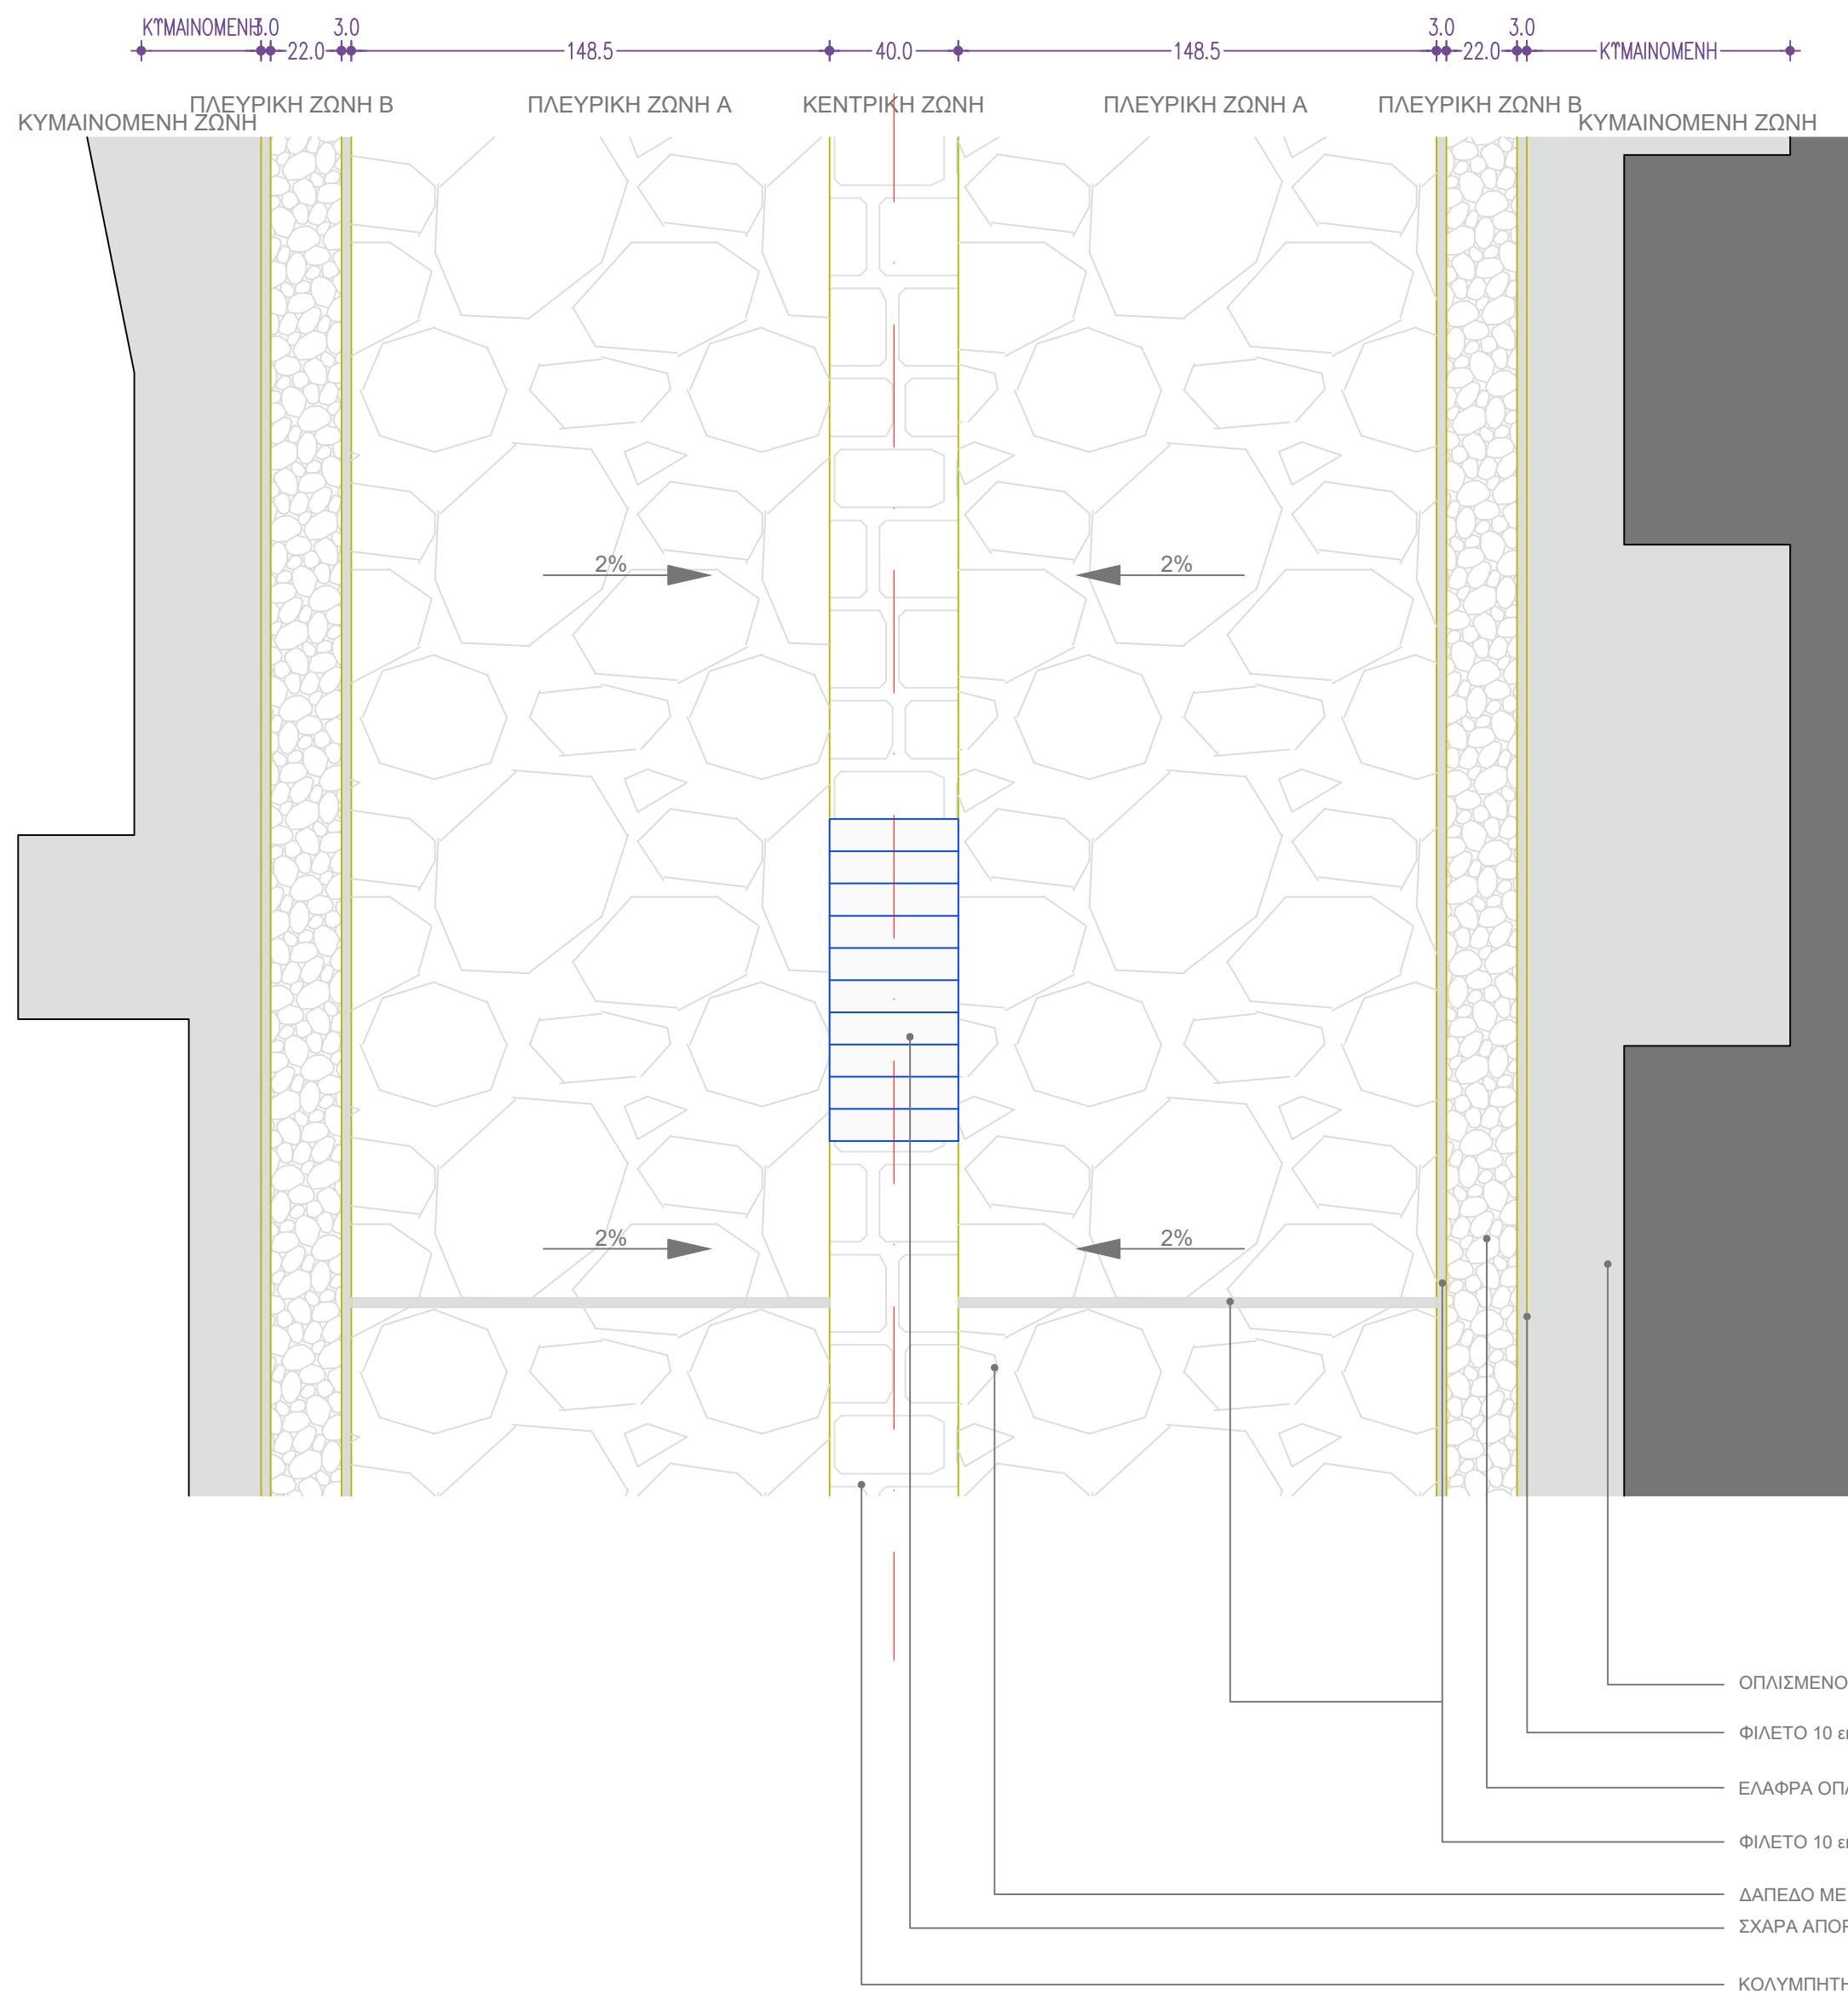 ΚΥΜΑΙΝΟΜΕΝΗ 3.0 3.0 3.0 3.0
22.0 148.5 40.0 148.5 22.0 ΚΥΜΑΙΝΟΜΕΝΗ
ΠΛΕΥΡΙΚΗ ΖΩΝΗ Β ΠΛΕΥΡΙΚΗ ΖΩΝΗ Α ΚΕΝΤΡΙΚΗ ΖΩΝΗ ΠΛΕΥΡΙΚΗ ΖΩΝΗ Α ΠΛΕΥΡΙΚΗ ΖΩΝΗ Β
ΚΥΜΑΙΝΟΜΕΝΗ ΖΩΝΗ ΚΥΜΑΙΝΟΜΕΝΗ ΖΩΝΗ
2% 2%
2% 2%
ΟΠΛΙΣΜΕΝΟ
ΦΙΛΕΤΟ 10
ΕΛΑΦΡΑ
ΦΙΛΕΤΟ 10
ΔΑΠΕΔΟ ΜΕ
ΣΧΑΡΑ